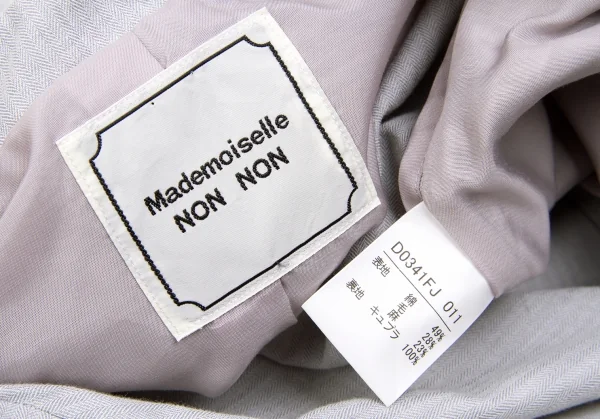 Mademoiselle
NON NON
D0341FJ 011
表地 綿 49%
毛 28%
麻 23%
裏地 キュプラ 100%